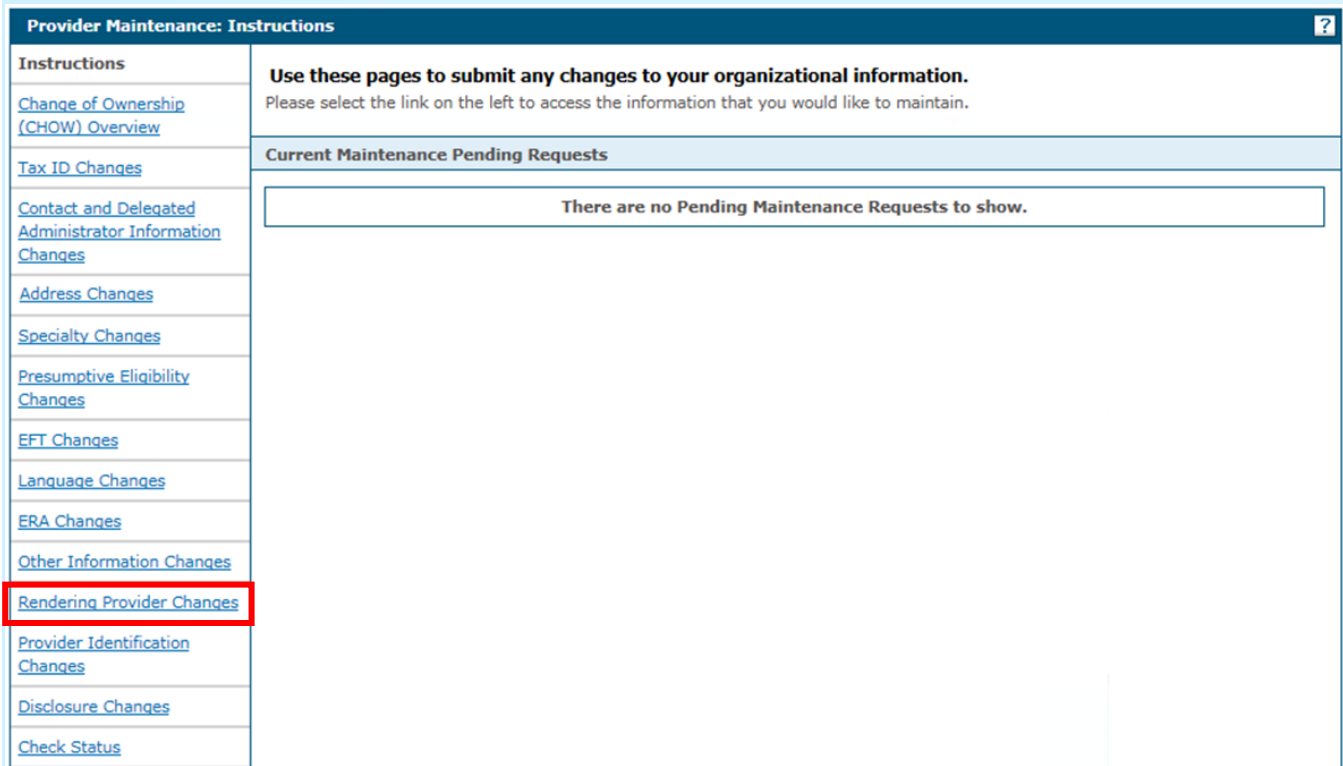 Provider Maintenance: Instructions
?
Instructions
Change of Ownership
(CHOW) Overview
Tax ID Changes
Contact and Delegated
Administrator Information
Changes
Address Changes
Specialty Changes
Presumptive Eligibility
Changes
EFT Changes
Language Changes
ERA Changes
Other Information Changes
Rendering Provider Changes
Provider Identification
Changes
Disclosure Changes
Check Status
Use these pages to submit any changes to your organizational information.
Please select the link on the left to access the information that you would like to maintain.
Current Maintenance Pending Requests
There are no Pending Maintenance Requests to show.